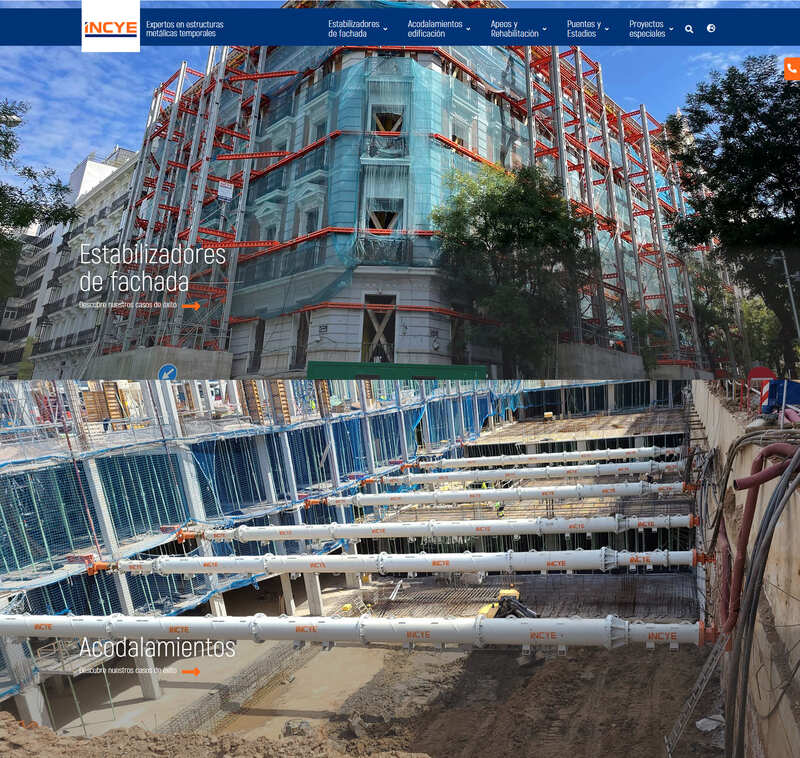 INCYE
Expertos en estructuras
metálicas temporales
Estabilizadores
de fachada
Acodalamientos
edificación
Apeos y
Rehabilitación
Puentes y
Estadios
Proyectos
especiales
Estabilizadores
de fachada
Descubre nuestros casos de éxito
INCYE
INCYE
INCYE
INCYE
INCYE
INCYE
INCYE
INCYE
INCYE
INCYE
INCYE
Acodalamientos
Descubre nuestros casos de éxito